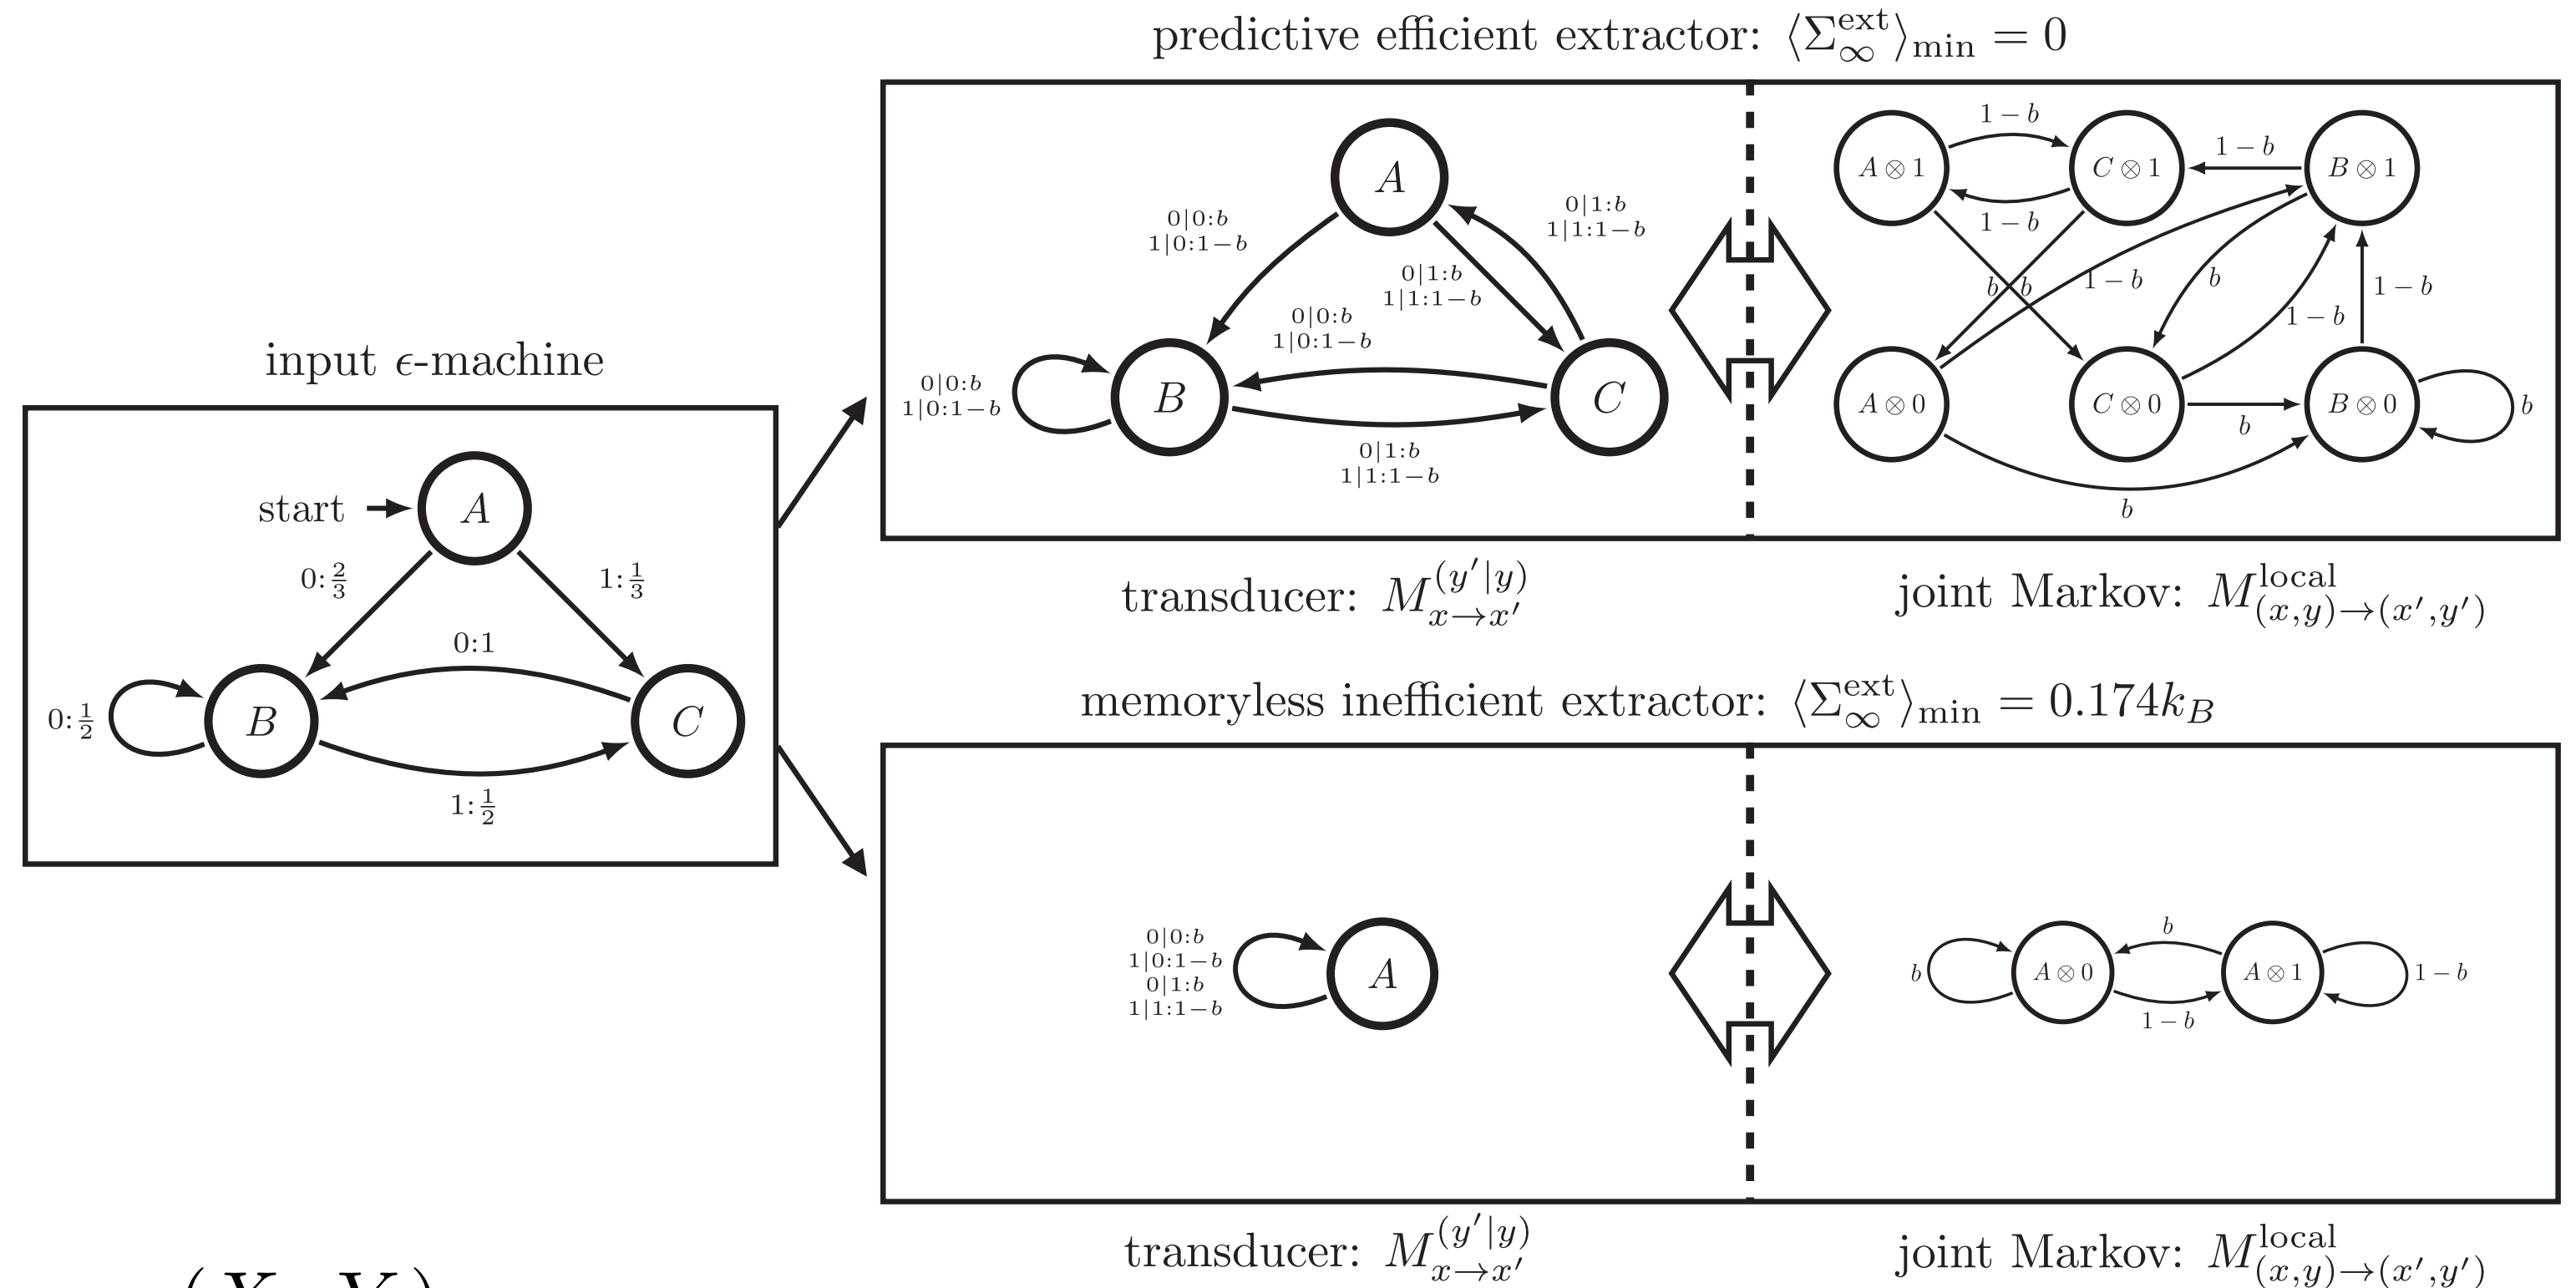 predictive efficient extractor: ⟨Σ^ext_∞⟩_min = 0
input ϵ-machine
start
A
0:2/3
1:1/3
0:1
0:1/2
B
C
1:1/2
A
0|0:b
1|0:1−b
0|1:b
1|1:1−b
0|1:b
1|1:1−b
0|0:b
1|0:1−b
0|0:b
1|0:1−b
B
C
0|1:b
1|1:1−b
1 − b
A ⊗ 1
C ⊗ 1
1 − b
B ⊗ 1
1 − b
b
b
1 − b
b
1 − b
1 − b
A ⊗ 0
C ⊗ 0
b
B ⊗ 0
b
b
transducer: M^(y′|y)_x→x′
joint Markov: M^local_(x,y)→(x′,y′)
memoryless inefficient extractor: ⟨Σ^ext_∞⟩_min = 0.174k_B
0|0:b
1|0:1−b
0|1:b
1|1:1−b
A
b
A ⊗ 0
b
1 − b
A ⊗ 1
1 − b
transducer: M^(y′|y)_x→x′
joint Markov: M^local_(x,y)→(x′,y′)